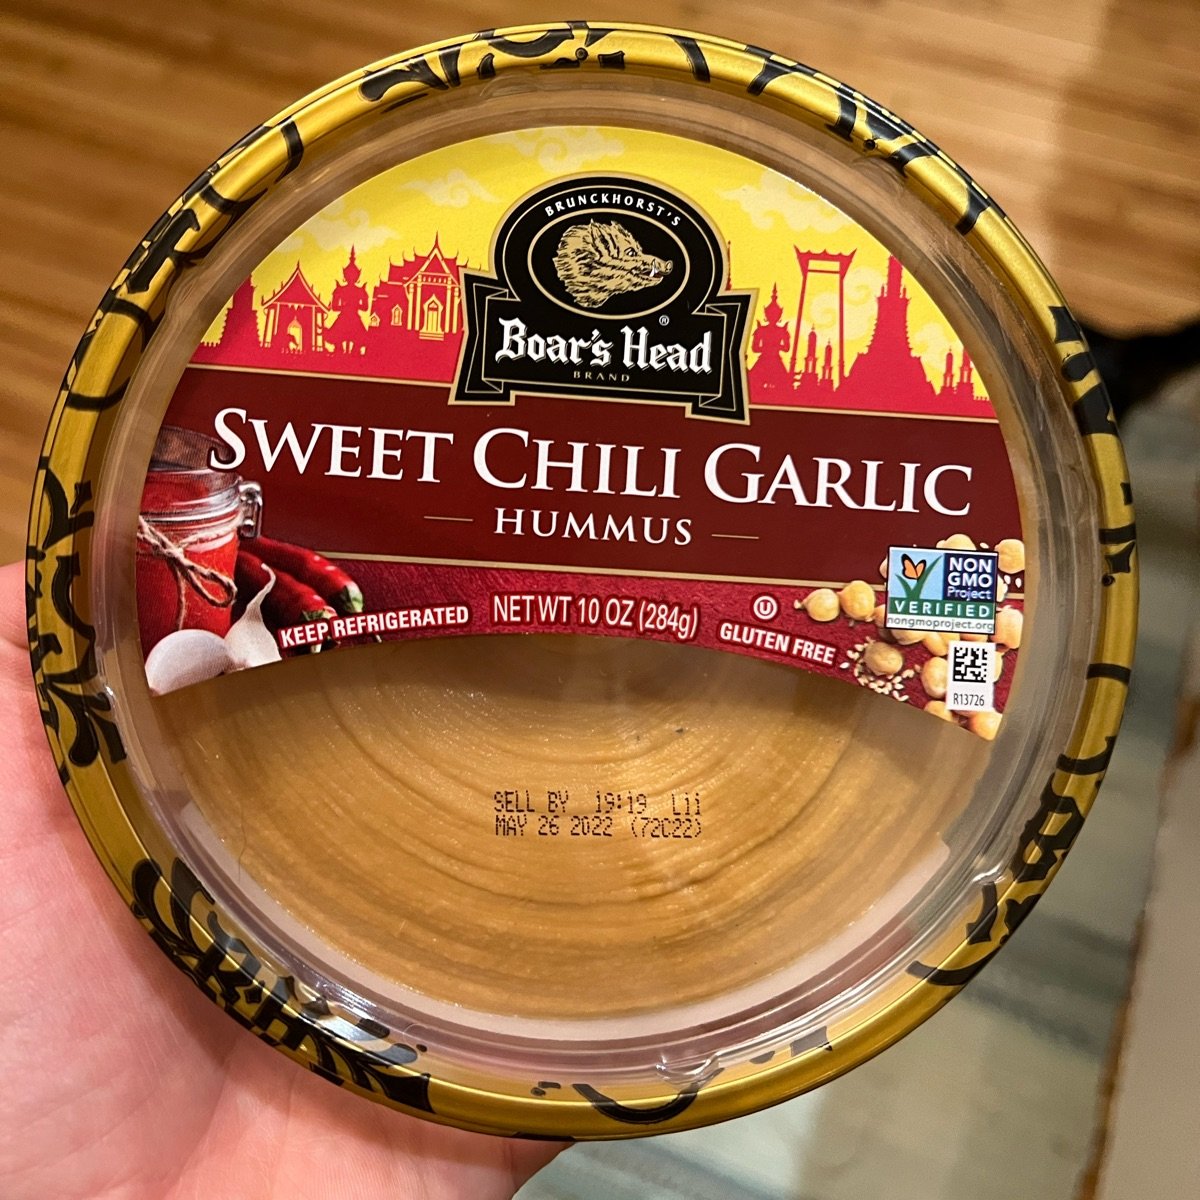 BRUNCKHORST'S
Boar's Head®
BRAND
SWEET CHILI GARLIC
HUMMUS
NON
GMO
Project
VERIFIED
nongmoproject.org
KEEP REFRIGERATED
NET WT 10 OZ (284g)
U
GLUTEN FREE
R13726
SELL BY 19:19 L11
MAY 26 2022 (72C22)